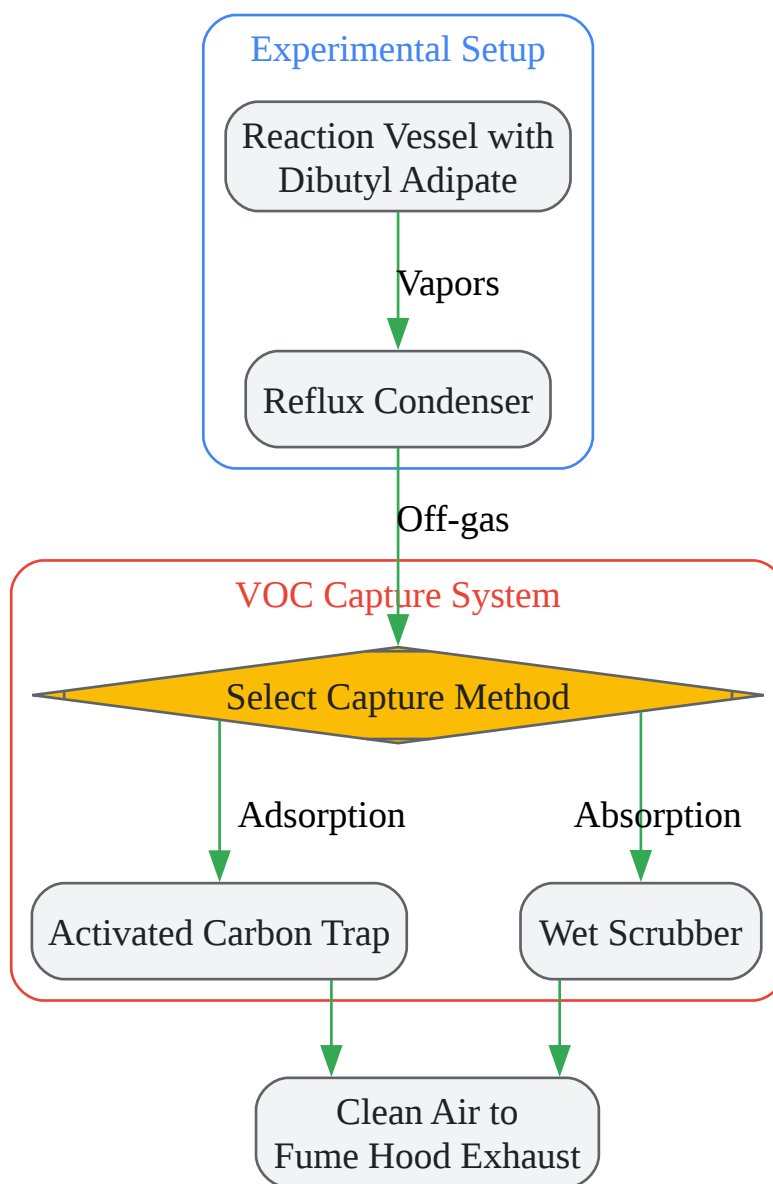 Experimental Setup
Reaction Vessel with
Dibutyl Adipate
Vapors
Reflux Condenser
Off-gas
VOC Capture System
Select Capture Method
Adsorption
Absorption
Activated Carbon Trap
Wet Scrubber
Clean Air to
Fume Hood Exhaust